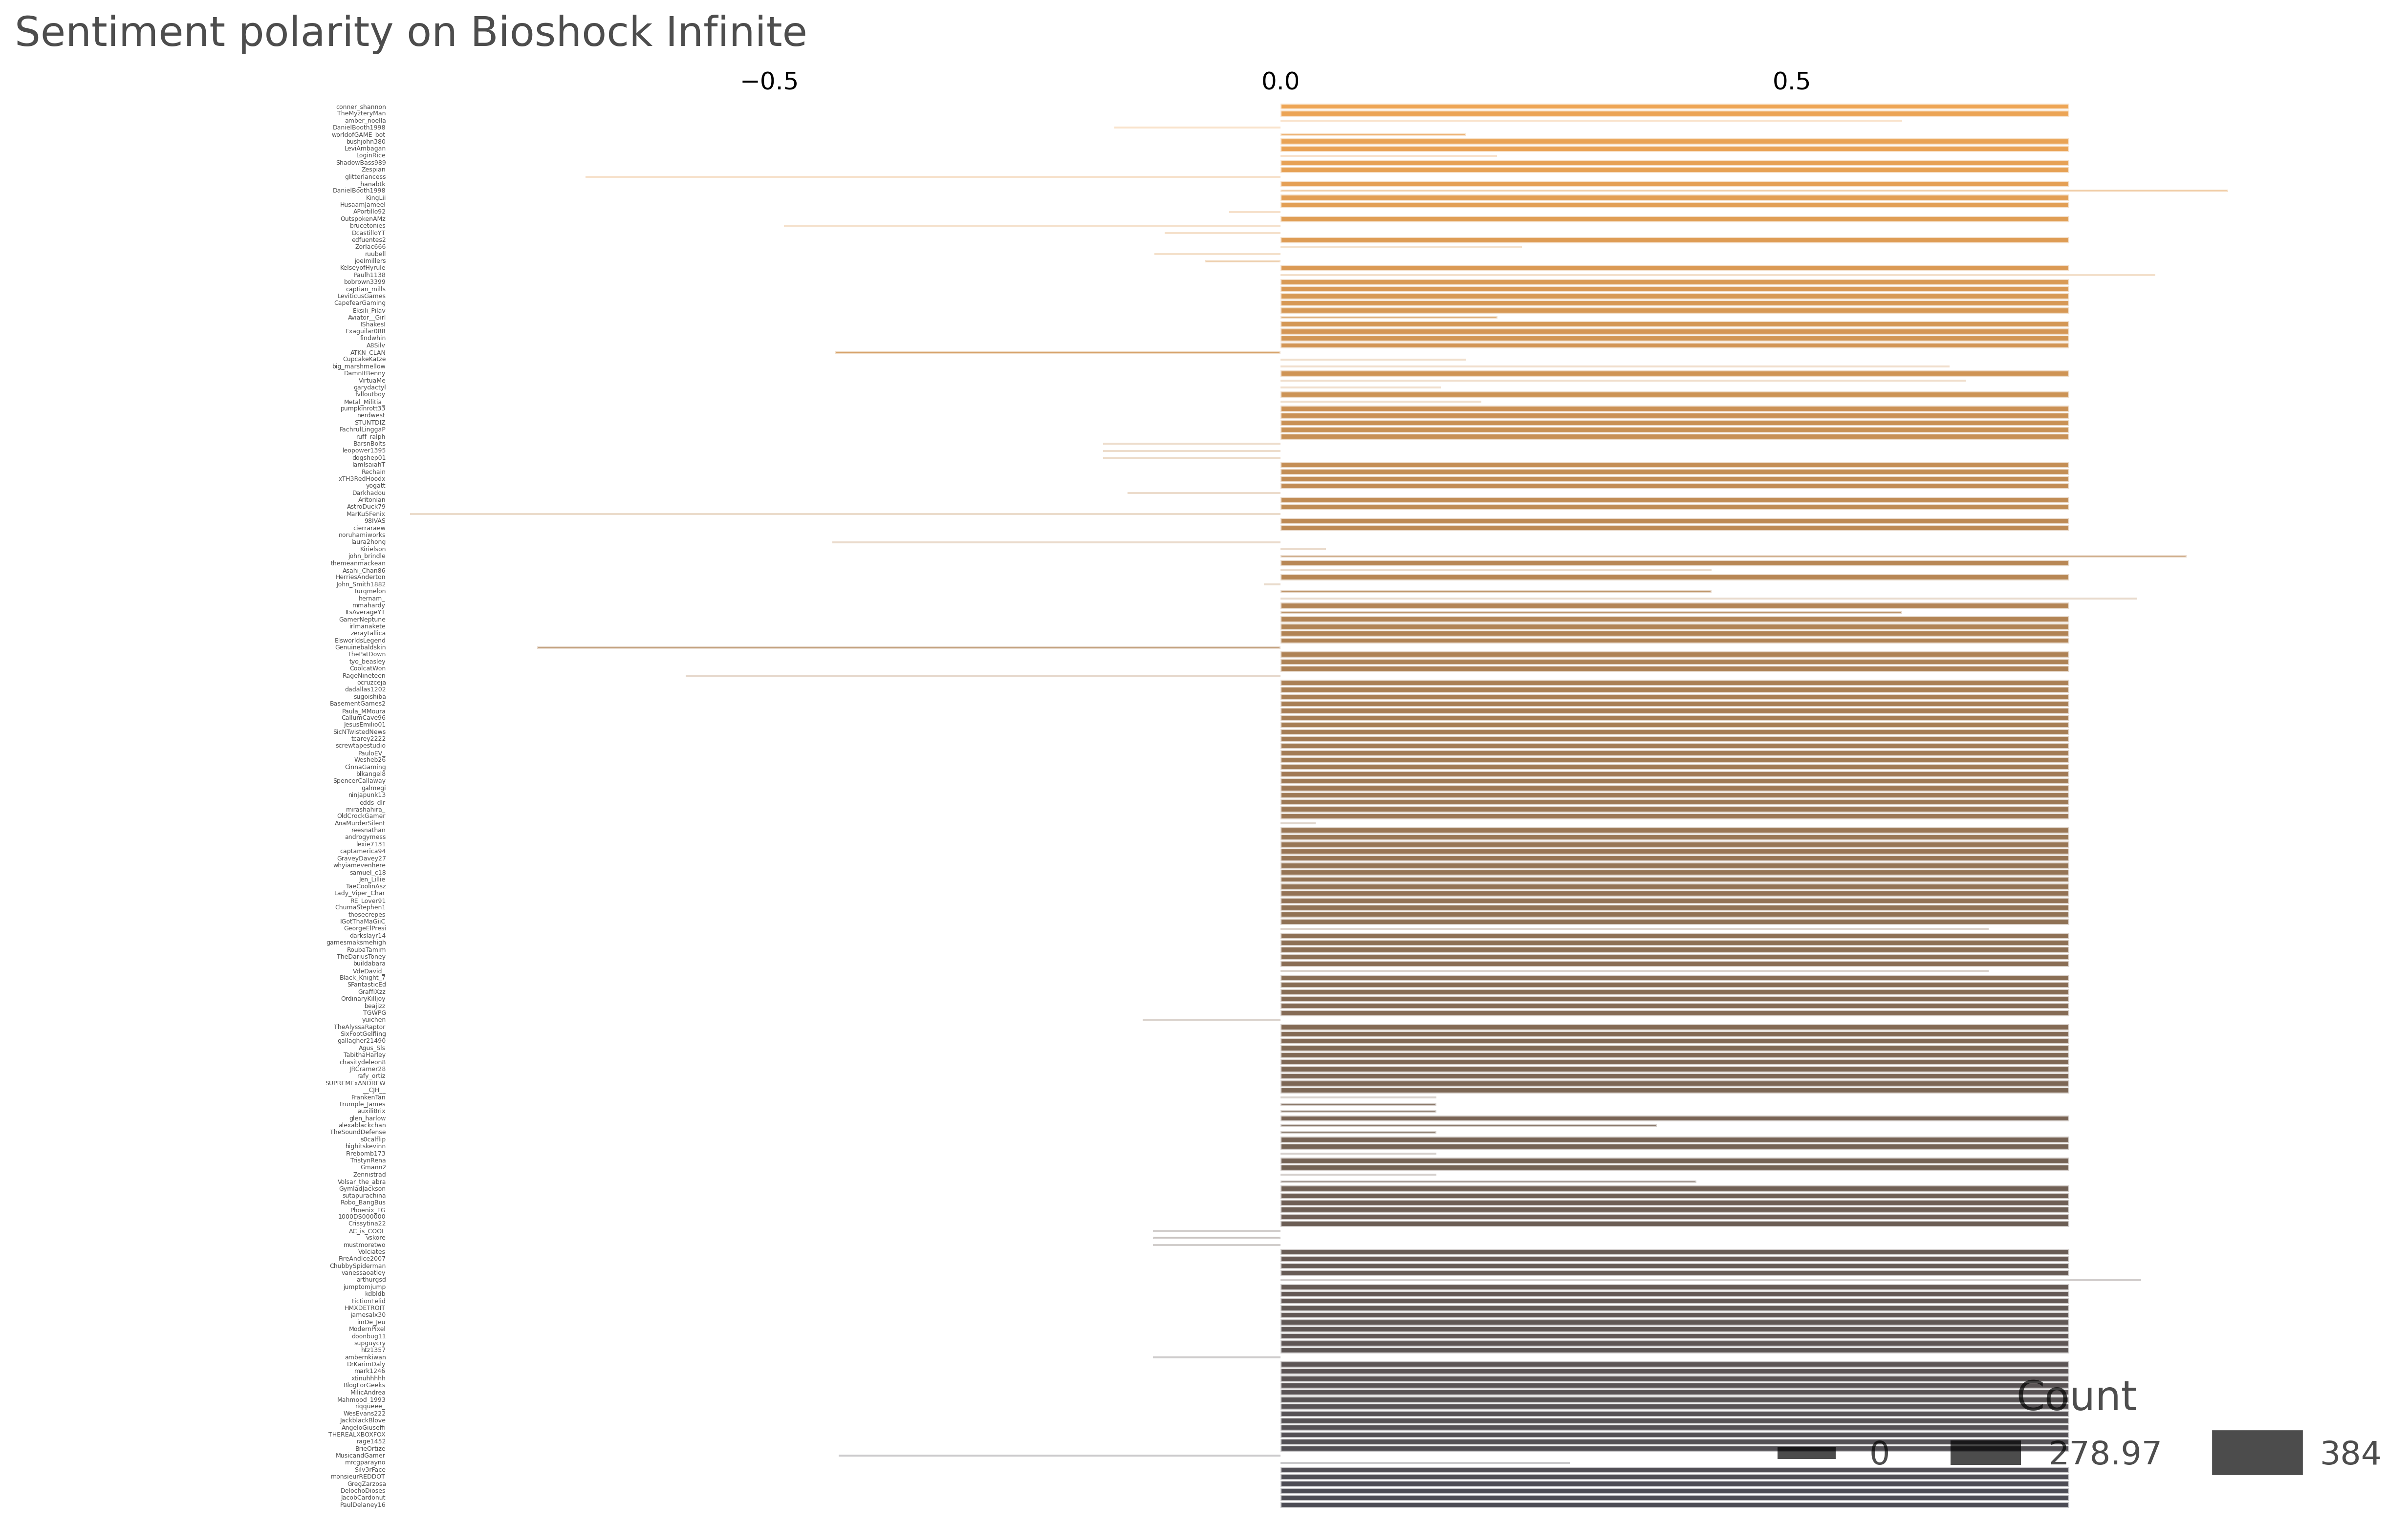 Sentiment polarity on Bioshock Infinite
−0.5 0.0 0.5
conner_shannon
TheMyzteryMan
amber_noella
DanielBooth1998
worldofGAME_bot
bushjohn380
LeviAmbagan
LoginRice
ShadowBass989
Zespian
glitterlancess
_hanabtk
DanielBooth1998
KingLii
HusaamJameel
APortillo92
OutspokenAMz
brucetonies
DcastilloYT
edfuentes2
Zorlac666
ruubell
joelmillers
KelseyofHyrule
Paulh1138
bobrown3399
captian_mills
LeviticusGames
CapefearGaming
Eksili_Pilav
Aviator__Girl
IShakesI
Exaguilar088
findwhin
A8Silv
ATKN_CLAN
CupcakeKatze
big_marshmellow
DamnItBenny
VirtuaMe
garydactyl
fvlloutboy
Metal_Militia_
pumpkinrott33
nerdwest
STUNTDIZ
FachrulLinggaP
ruff_ralph
BarsnBolts
leopower1395
dogshep01
IamIsaiahT
Rechain
xTH3RedHoodx
yogatt
Darkhadou
Aritonian
AstroDuck79
MarKu5Fenix
98IVAS
cierraraew
noruhamiworks
laura2hong
Kirielson
john_brindle
themeanmackean
Asahi_Chan86
HerriesAnderton
John_Smith1882
Turqmelon
hernam_
mmahardy
ItsAverageYT
GamerNeptune
irlmanakete
zeraytallica
ElsworldsLegend
Genuinebaldskin
ThePatDown
tyo_beasley
CoolcatWon
RageNineteen
ocruzceja
dadallas1202
sugoishiba
BasementGames2
Paula_MMoura
CallumCave96
JesusEmilio01
SicNTwistedNews
tcarey2222
screwtapestudio
PauloEV_
Wesheb26
CinnaGaming
blkangel8
SpencerCallaway
galmegi
ninjapunk13
edds_dlr
mirashahira_
OldCrockGamer
AnaMurderSilent
reesnathan
androgymess
lexie7131
captamerica94
GraveyDavey27
whyiamevenhere
samuel_c18
Jen_Lillie
TaeCoolinAsz
Lady_Viper_Char
RE_Lover91
ChumaStephen1
thosecrepes
IGotThaMaGiiC
GeorgeElPresi
darkslayr14
gamesmaksmehigh
RoubaTamim
TheDariusToney
buildabara
VdeDavid_
Black_Knight_7
SFantasticEd
GraffiXzz
OrdinaryKilljoy
beajizz
TGWPG
yuichen
TheAlyssaRaptor
SixFootGelfling
gallagher21490
Agus_Sls
TabithaHarley
chasitydeleon8
JRCramer28
rafy_ortiz
SUPREMExANDREW
__CJH__
FrankenTan
Frumple_James
auxili8rix
glen_harlow
alexablackchan
TheSoundDefense
s0calflip
highitskevinn
Firebomb173
TristynRena
Gmann2
Zennistrad
Volsar_the_abra
GymladJackson
sutapurachina
Robo_BangBus
Phoenix_FG
1000DS000000
Crissytina22
AC_is_COOL
vskore
mustmoretwo
Volciates
FireAndIce2007
ChubbySpiderman
vanessaoatley
arthurgsd
jumptomjump
kdbldb
FictionFelid
HMXDETROIT
jamesalx30
imDe_Jeu
ModernPixel
doonbug11
supguycry
htz1357
ambernkiwan
DrKarimDaly
mark1246
xtinuhhhhh
BlogForGeeks
MilicAndrea
Mahmood_1993
nqqueee_
WesEvans222
JackblackBlove
AngeloGiuseffi
THEREALXBOXFOX
rage1452
BrieOrtize
MusicandGamer
mrcgparayno
Silv3rFace
monsieurREDDOT
GregZarzosa
DelochoDioses
JacobCardonut
PaulDelaney16
Count
0 278.97 384